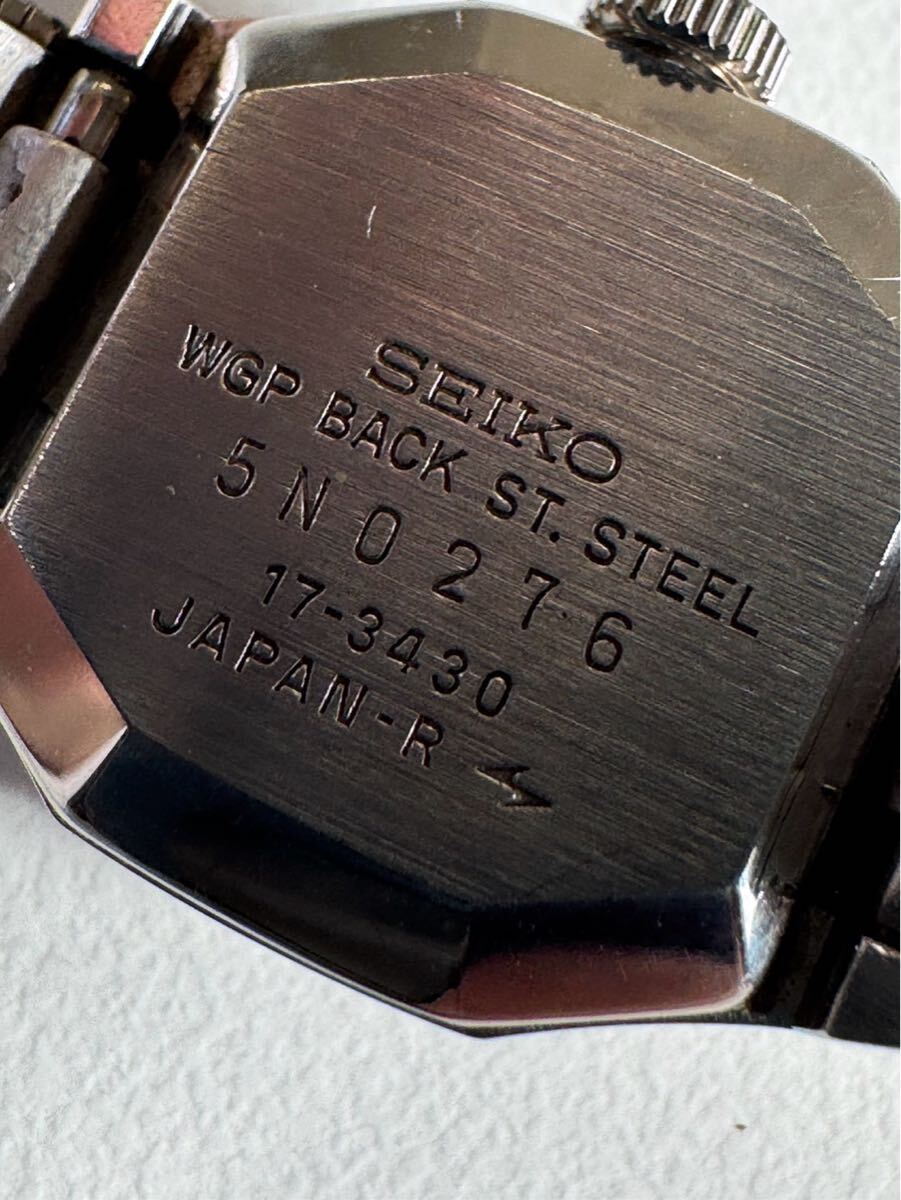 SEIKO
WGP BACK ST. STEEL
5N0276
17-3430
JAPAN-R